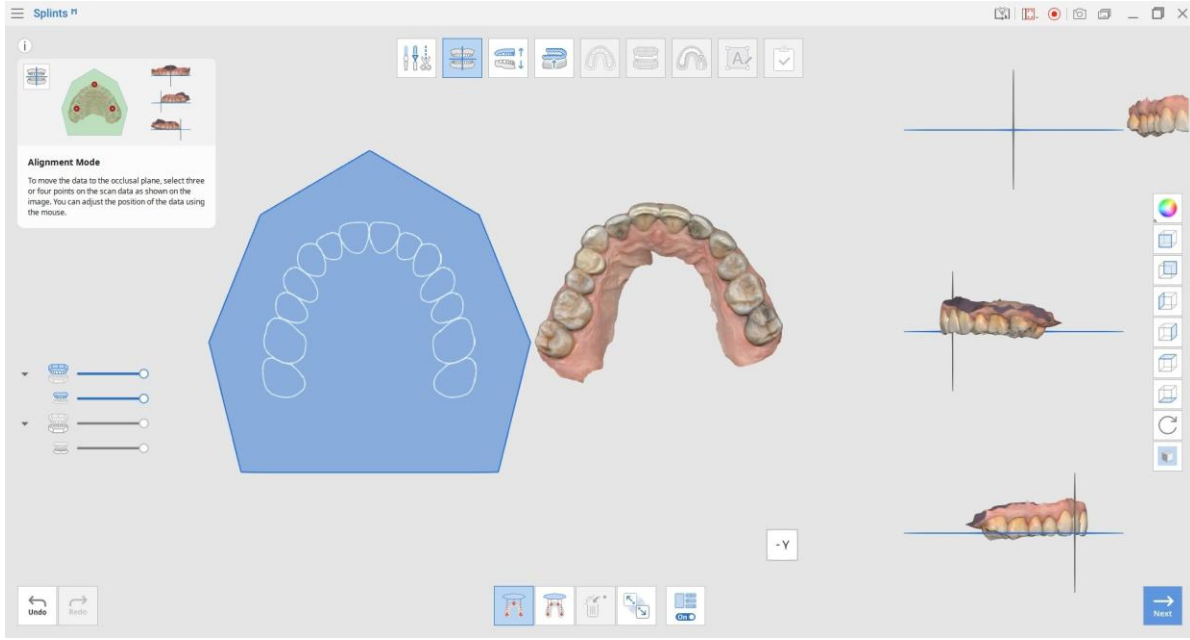 Splints
Alignment Mode
To move the data to the occlusal plane, select three
or four points on the scan data as shown on the
image. You can adjust the position of the data using
the mouse.
- Y
Undo
Redo
On
Next